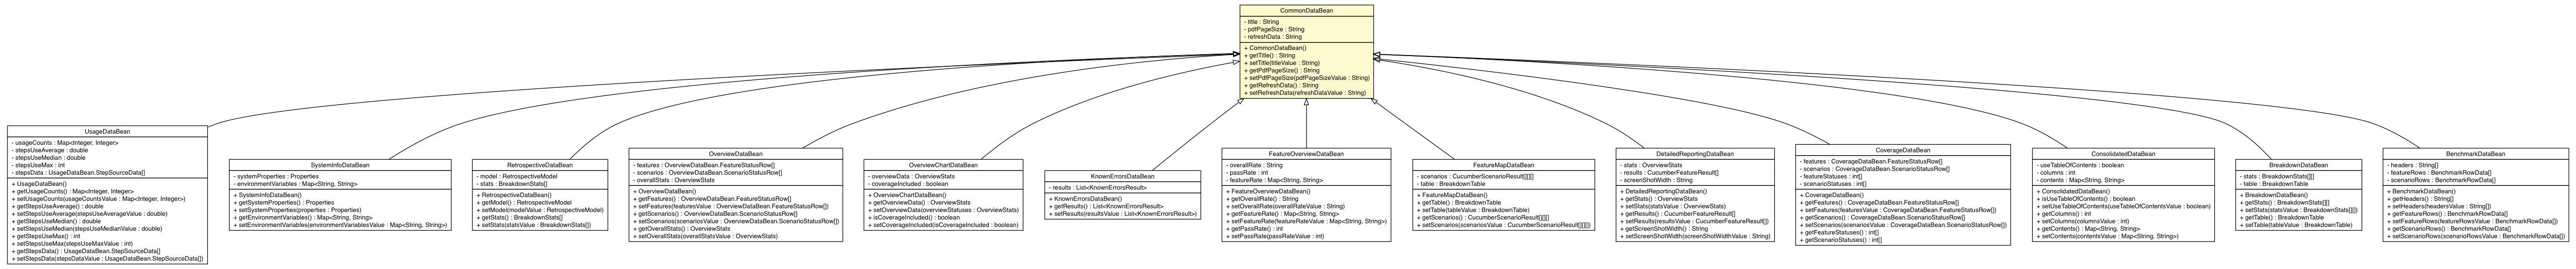 CommonDataBean
- title : String
- pdfPageSize : String
- refreshData : String
+ CommonDataBean()
+ getTitle() : String
+ setTitle(titleValue : String)
+ getPdfPageSize() : String
+ setPdfPageSize(pdfPageSizeValue : String)
+ getRefreshData() : String
+ setRefreshData(refreshDataValue : String)
UsageDataBean
- usageCounts : Map<Integer, Integer>
- stepsUseAverage : double
- stepsUseMedian : double
- stepsUseMax : int
- stepsData : UsageDataBean.StepSourceData[]
+ UsageDataBean()
+ getUsageCounts() : Map<Integer, Integer>
+ setUsageCounts(usageCountsValue : Map<Integer, Integer>)
+ getStepsUseAverage() : double
+ setStepsUseAverage(stepsUseAverageValue : double)
+ getStepsUseMedian() : double
+ setStepsUseMedian(stepsUseMedianValue : double)
+ getStepsUseMax() : int
+ setStepsUseMax(stepsUseMaxValue : int)
+ getStepsData() : UsageDataBean.StepSourceData[]
+ setStepsData(stepsDataValue : UsageDataBean.StepSourceData[])
SystemInfoDataBean
- systemProperties : Properties
- environmentVariables : Map<String, String>
+ SystemInfoDataBean()
+ getSystemProperties() : Properties
+ setSystemProperties(properties : Properties)
+ getEnvironmentVariables() : Map<String, String>
+ setEnvironmentVariables(environmentVariablesValue : Map<String, String>)
RetrospectiveDataBean
- model : RetrospectiveModel
- stats : BreakdownStats[]
+ RetrospectiveDataBean()
+ getModel() : RetrospectiveModel
+ setModel(modelValue : RetrospectiveModel)
+ getStats() : BreakdownStats[]
+ setStats(statsValue : BreakdownStats[])
OverviewDataBean
- features : OverviewDataBean.FeatureStatusRow[]
- scenarios : OverviewDataBean.ScenarioStatusRow[]
- overallStats : OverviewStats
+ OverviewDataBean()
+ getFeatures() : OverviewDataBean.FeatureStatusRow[]
+ setFeatures(featuresValue : OverviewDataBean.FeatureStatusRow[])
+ getScenarios() : OverviewDataBean.ScenarioStatusRow[]
+ setScenarios(scenariosValue : OverviewDataBean.ScenarioStatusRow[])
+ getOverallStats() : OverviewStats
+ setOverallStats(overallStatsValue : OverviewStats)
OverviewChartDataBean
- overviewData : OverviewStats
- coverageIncluded : boolean
+ OverviewChartDataBean()
+ getOverviewData() : OverviewStats
+ setOverviewData(overviewStatuses : OverviewStats)
+ isCoverageIncluded() : boolean
+ setCoverageIncluded(isCoverageIncluded : boolean)
KnownErrorsDataBean
- results : List<KnownErrorsResult>
+ KnownErrorsDataBean()
+ getResults() : List<KnownErrorsResult>
+ setResults(resultsValue : List<KnownErrorsResult>)
FeatureOverviewDataBean
- overallRate : String
- passRate : int
- featureRate : Map<String, String>
+ FeatureOverviewDataBean()
+ getOverallRate() : String
+ setOverallRate(overallRate : String)
+ getFeatureRate() : Map<String, String>
+ setFeatureRate(featureRateValue : Map<String, String>)
+ getPassRate() : int
+ setPassRate(passRateValue : int)
FeatureMapDataBean
- scenarios : CucumberScenarioResult[][][]
- table : BreakdownTable
+ FeatureMapDataBean()
+ getTable() : BreakdownTable
+ setTable(tableValue : BreakdownTable)
+ getScenarios() : CucumberScenarioResult[][][]
+ setScenarios(scenariosValue : CucumberScenarioResult[][][])
DetailedReportingDataBean
- stats : OverviewStats
- results : CucumberFeatureResult[]
- screenShotWidth : String
+ DetailedReportingDataBean()
+ getStats() : OverviewStats
+ setStats(statsValue : OverviewStats)
+ getResults() : CucumberFeatureResult[]
+ setResults(resultsValue : CucumberFeatureResult[])
+ getScreenShotWidth() : String
+ setScreenShotWidth(screenShotWidthValue : String)
CoverageDataBean
- features : CoverageDataBean.FeatureStatusRow[]
- scenarios : CoverageDataBean.ScenarioStatusRow[]
- featureStatuses : int[]
- scenarioStatuses : int[]
+ CoverageDataBean()
+ getFeatures() : CoverageDataBean.FeatureStatusRow[]
+ setFeatures(featuresValue : CoverageDataBean.FeatureStatusRow[])
+ getScenarios() : CoverageDataBean.ScenarioStatusRow[]
+ setScenarios(scenariosValue : CoverageDataBean.ScenarioStatusRow[])
+ getFeatureStatuses() : int[]
+ getScenarioStatuses() : int[]
ConsolidatedDataBean
- useTableOfContents : boolean
- columns : int
- contents : Map<String, String>
+ ConsolidatedDataBean()
+ isUseTableOfContents() : boolean
+ setUseTableOfContents(useTableOfContentsValue : boolean)
+ getColumns() : int
+ setColumns(columnsValue : int)
+ getContents() : Map<String, String>
+ setContents(contentsValue : Map<String, String>)
BreakdownDataBean
- stats : BreakdownStats[][]
- table : BreakdownTable
+ BreakdownDataBean()
+ getStats() : BreakdownStats[][]
+ setStats(statsValue : BreakdownStats[][])
+ getTable() : BreakdownTable
+ setTable(tableValue : BreakdownTable)
BenchmarkDataBean
- headers : String[]
- featureRows : BenchmarkRowData[]
- scenarioRows : BenchmarkRowData[]
+ BenchmarkDataBean()
+ getHeaders() : String[]
+ setHeaders(headersValue : String[])
+ getFeatureRows() : BenchmarkRowData[]
+ setFeatureRows(featureRowsValue : BenchmarkRowData[])
+ getScenarioRows() : BenchmarkRowData[]
+ setScenarioRows(scenarioRowsValue : BenchmarkRowData[])